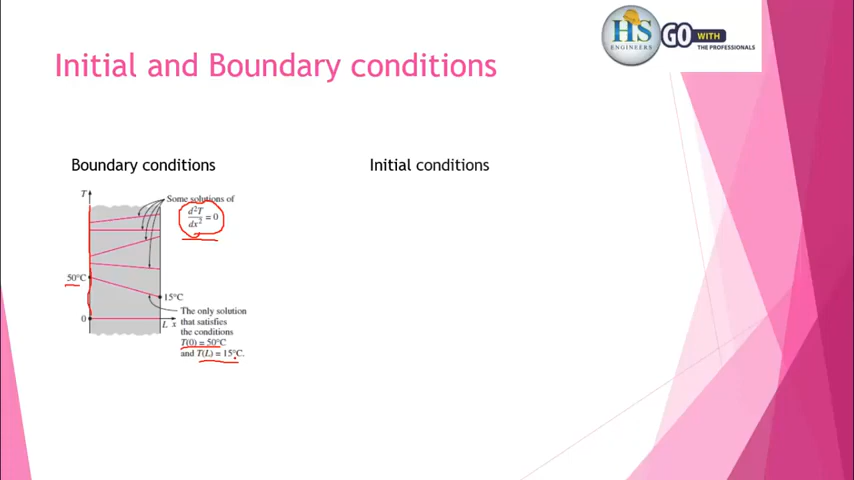 HS
ENGINEERS
GO WITH
THE PROFESSIONALS
Initial and Boundary conditions
Boundary conditions
Initial conditions
T
Some solutions of
d²T
dx² = 0
50°C
15°C
0
L x
The only solution
that satisfies
the conditions
T(0) = 50°C
and T(L) = 15°C.